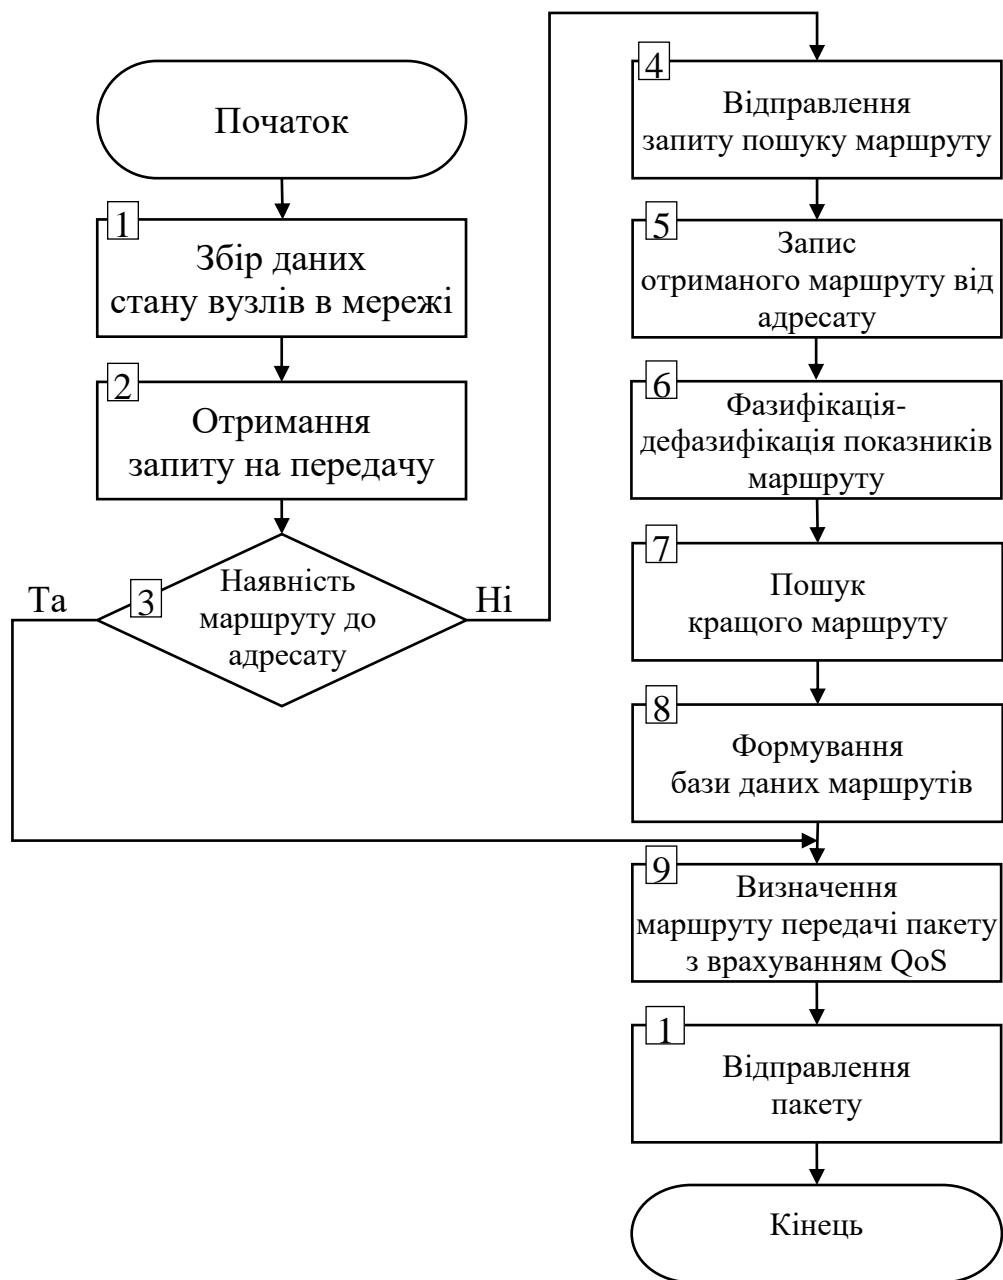 Початок
1
Збір даних
стану вузлів в мережі
2
Отримання
запиту на передачу
3
Наявність
маршруту до
адресату
Та
Ні
4
Відправлення
запиту пошуку маршруту
5
Запис
отриманого маршруту від
адресату
6
Фазифікація-
дефазифікація показників
маршруту
7
Пошук
кращого маршруту
8
Формування
бази даних маршрутів
9
Визначення
маршруту передачі пакету
з врахуванням QoS
1
Відправлення
пакету
Кінець